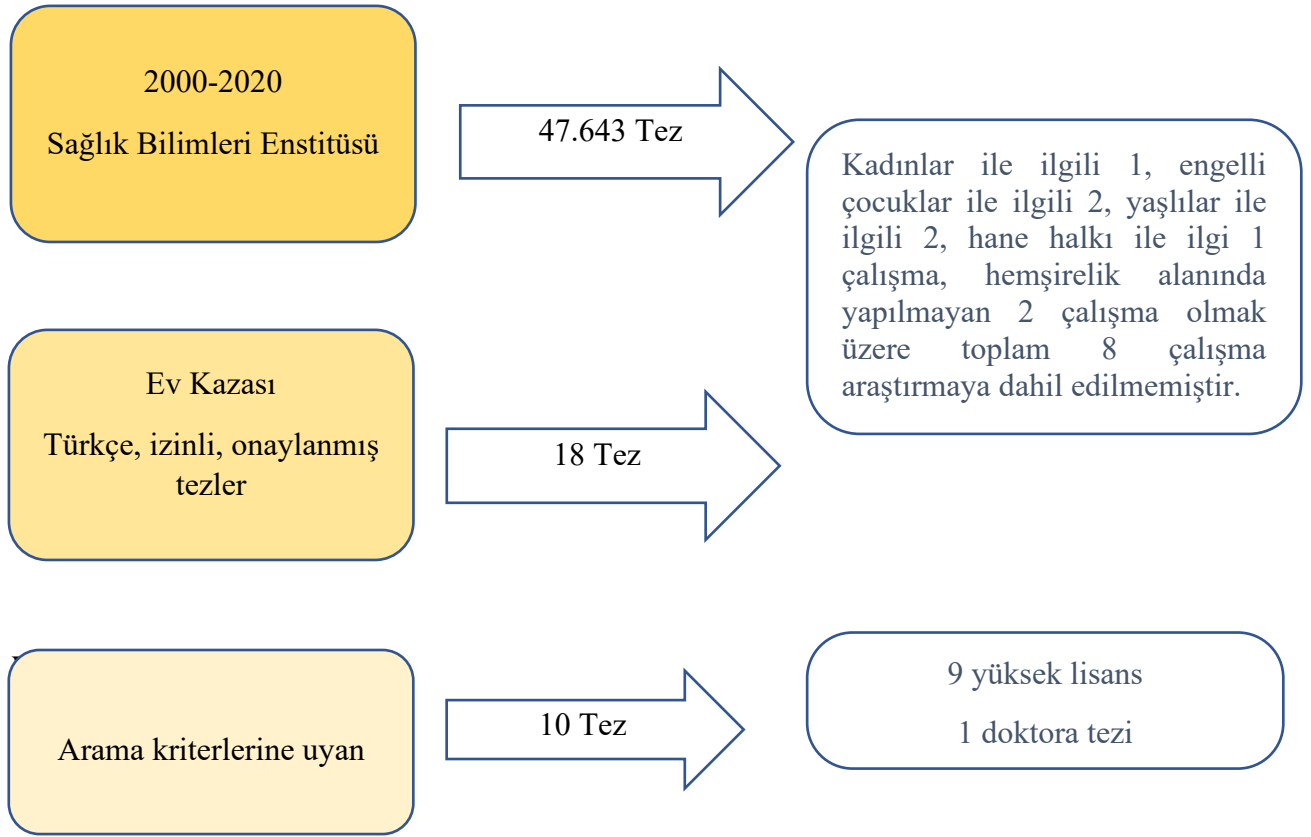 2000-2020
Sağlık Bilimleri Enstitüsü
47.643 Tez
Kadınlar ile ilgili 1, engelli
çocuklar ile ilgili 2, yaşlılar ile
ilgili 2, hane halkı ile ilgi 1
çalışma, hemşirelik alanında
yapılmayan 2 çalışma olmak
üzere toplam 8 çalışma
araştırmaya dahil edilmemiştir.
Ev Kazası
Türkçe, izinli, onaylanmış
tezler
18 Tez
Arama kriterlerine uyan
10 Tez
9 yüksek lisans
1 doktora tezi